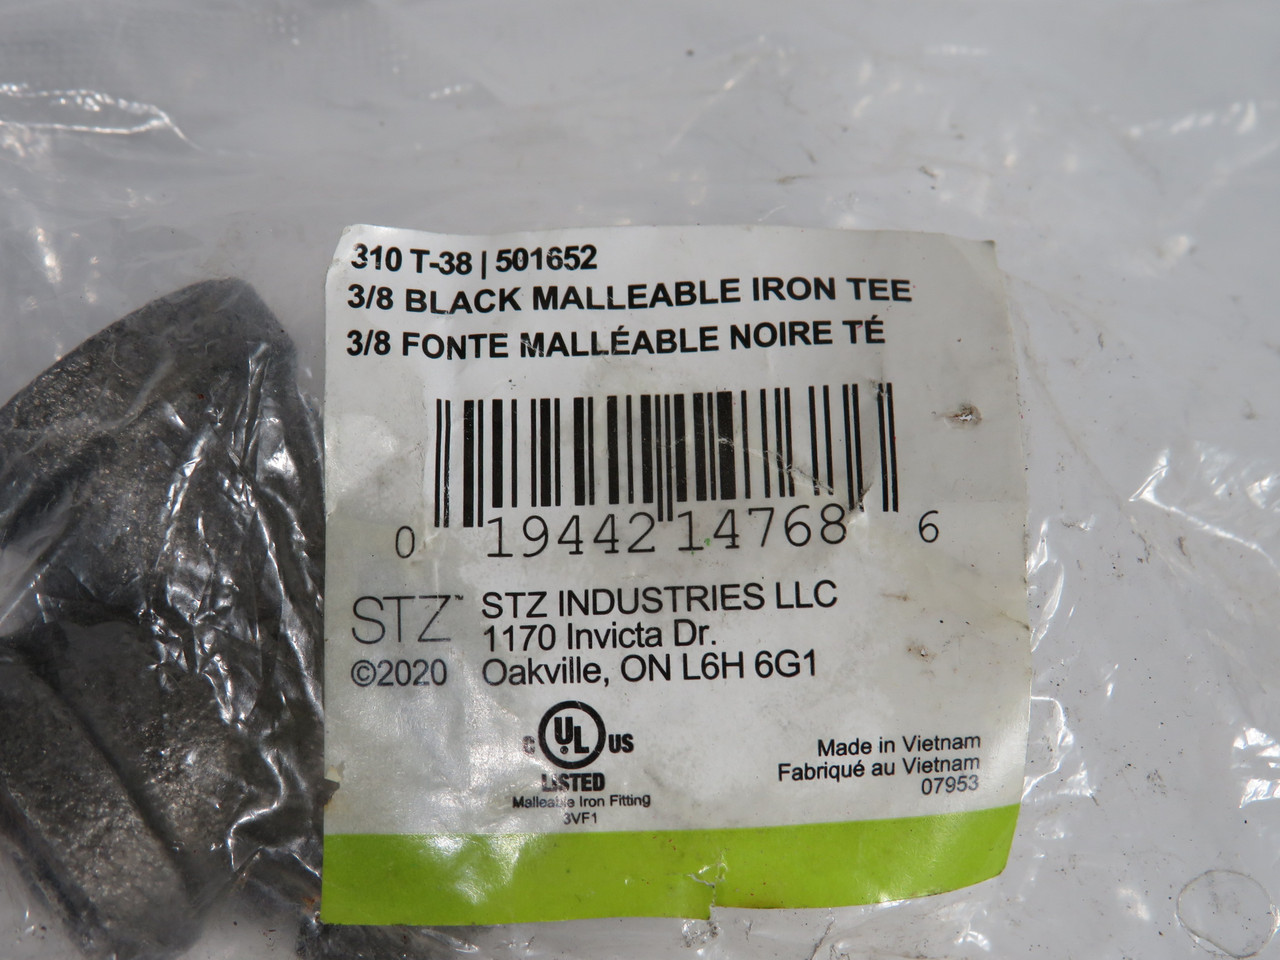 310 T-38 | 501652
3/8 BLACK MALLEABLE IRON TEE
3/8 FONTE MALLÉABLE NOIRE TÉ
0 19442 14768 6
STZ™ STZ INDUSTRIES LLC
1170 Invicta Dr.
©2020 Oakville, ON L6H 6G1
C UL US
LISTED
Malleable Iron Fitting
3VF1
Made in Vietnam
Fabriqué au Vietnam
07953